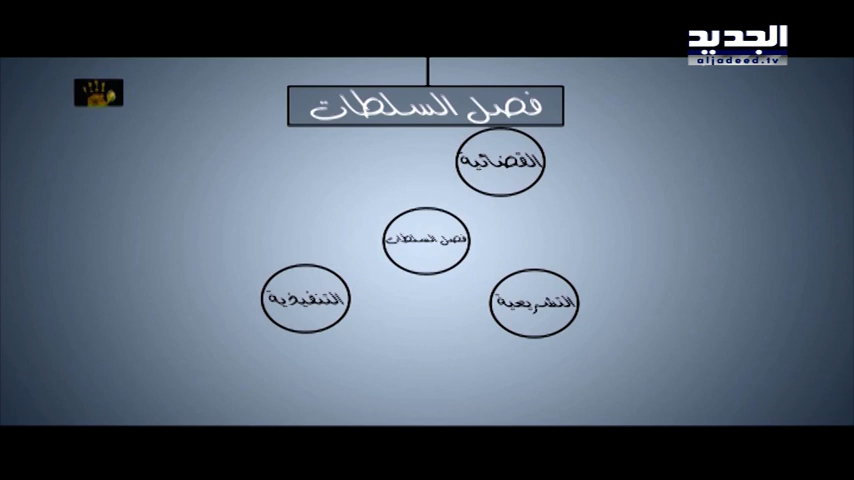 الجديد
aljadeed.tv
فصل السلطات
القضائية
فصل السلطات
التنفيذية
التشريعية